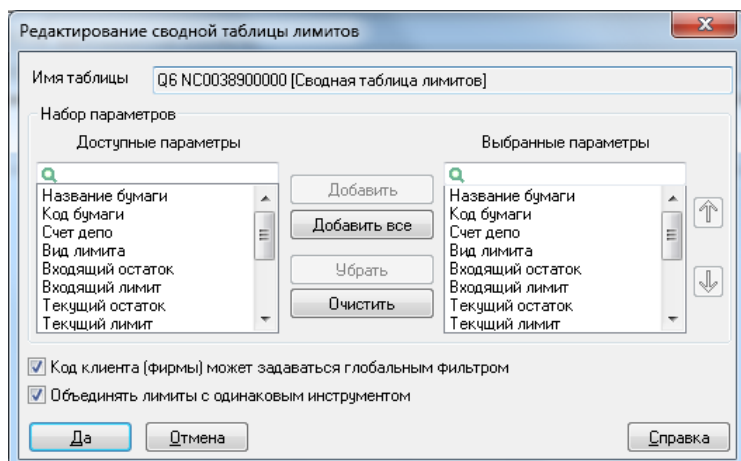 Редактирование сводной таблицы лимитов
Имя таблицы
Q6 NC0038900000 [Сводная таблица лимитов]
Набор параметров
Доступные параметры
Название бумаги
Код бумаги
Счет депо
Вид лимита
Входящий остаток
Входящий лимит
Текущий остаток
Текущий лимит
Добавить
Добавить все
Убрать
Очистить
Выбранные параметры
Название бумаги
Код бумаги
Счет депо
Вид лимита
Входящий остаток
Входящий лимит
Текущий остаток
Текущий лимит
Код клиента (фирмы) может задаваться глобальным фильтром
Объединять лимиты с одинаковым инструментом
Да
Отмена
Справка